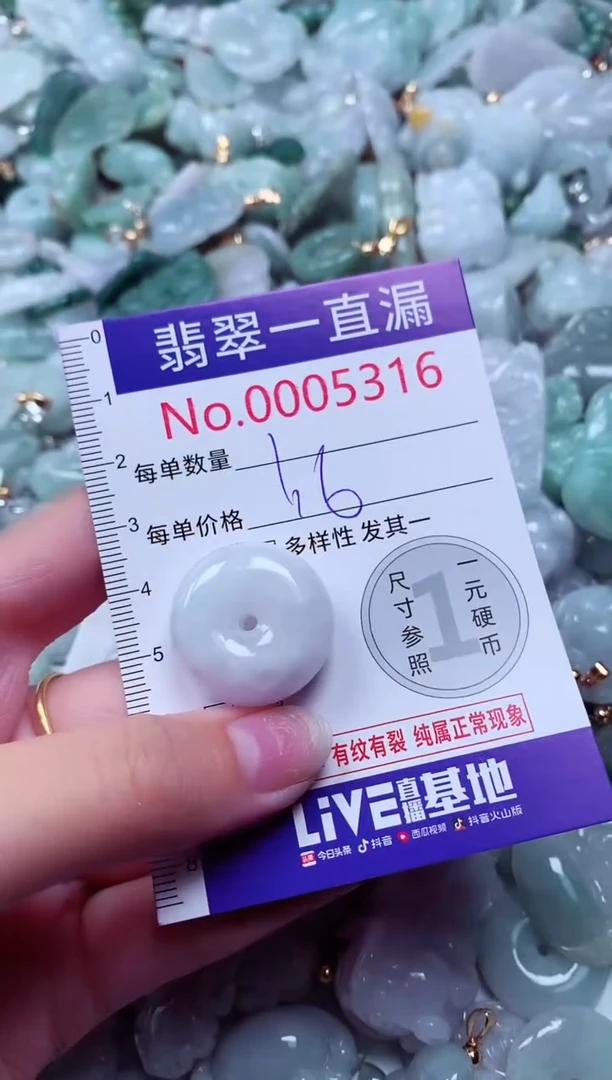 翡翠一直漏
No.0005316
每单数量
16
每单价格
多样性 发其一
0
1
2
3
4
5
8
尺寸参照
1
一元硬币
有纹有裂 纯属正常现象
LiVE直播基地
头条 今日头条 抖音 西瓜视频 抖音火山版